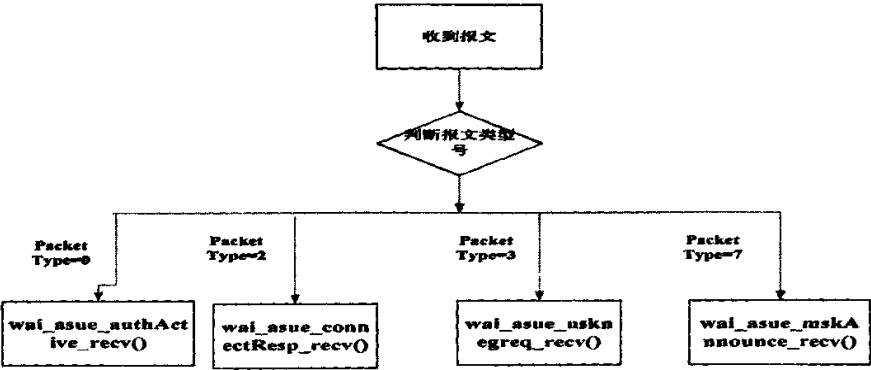 收到报文
判断报文类型
号
Packet
Type=0
Packet
Type=2
Packet
Type=3
Packet
Type=7
wai_asue_authAct
ive_recv()
wai_asue_conn
ectResp_recv()
wai_asue_uskn
egreq_recv()
wai_asue_mskA
nnounce_recv()